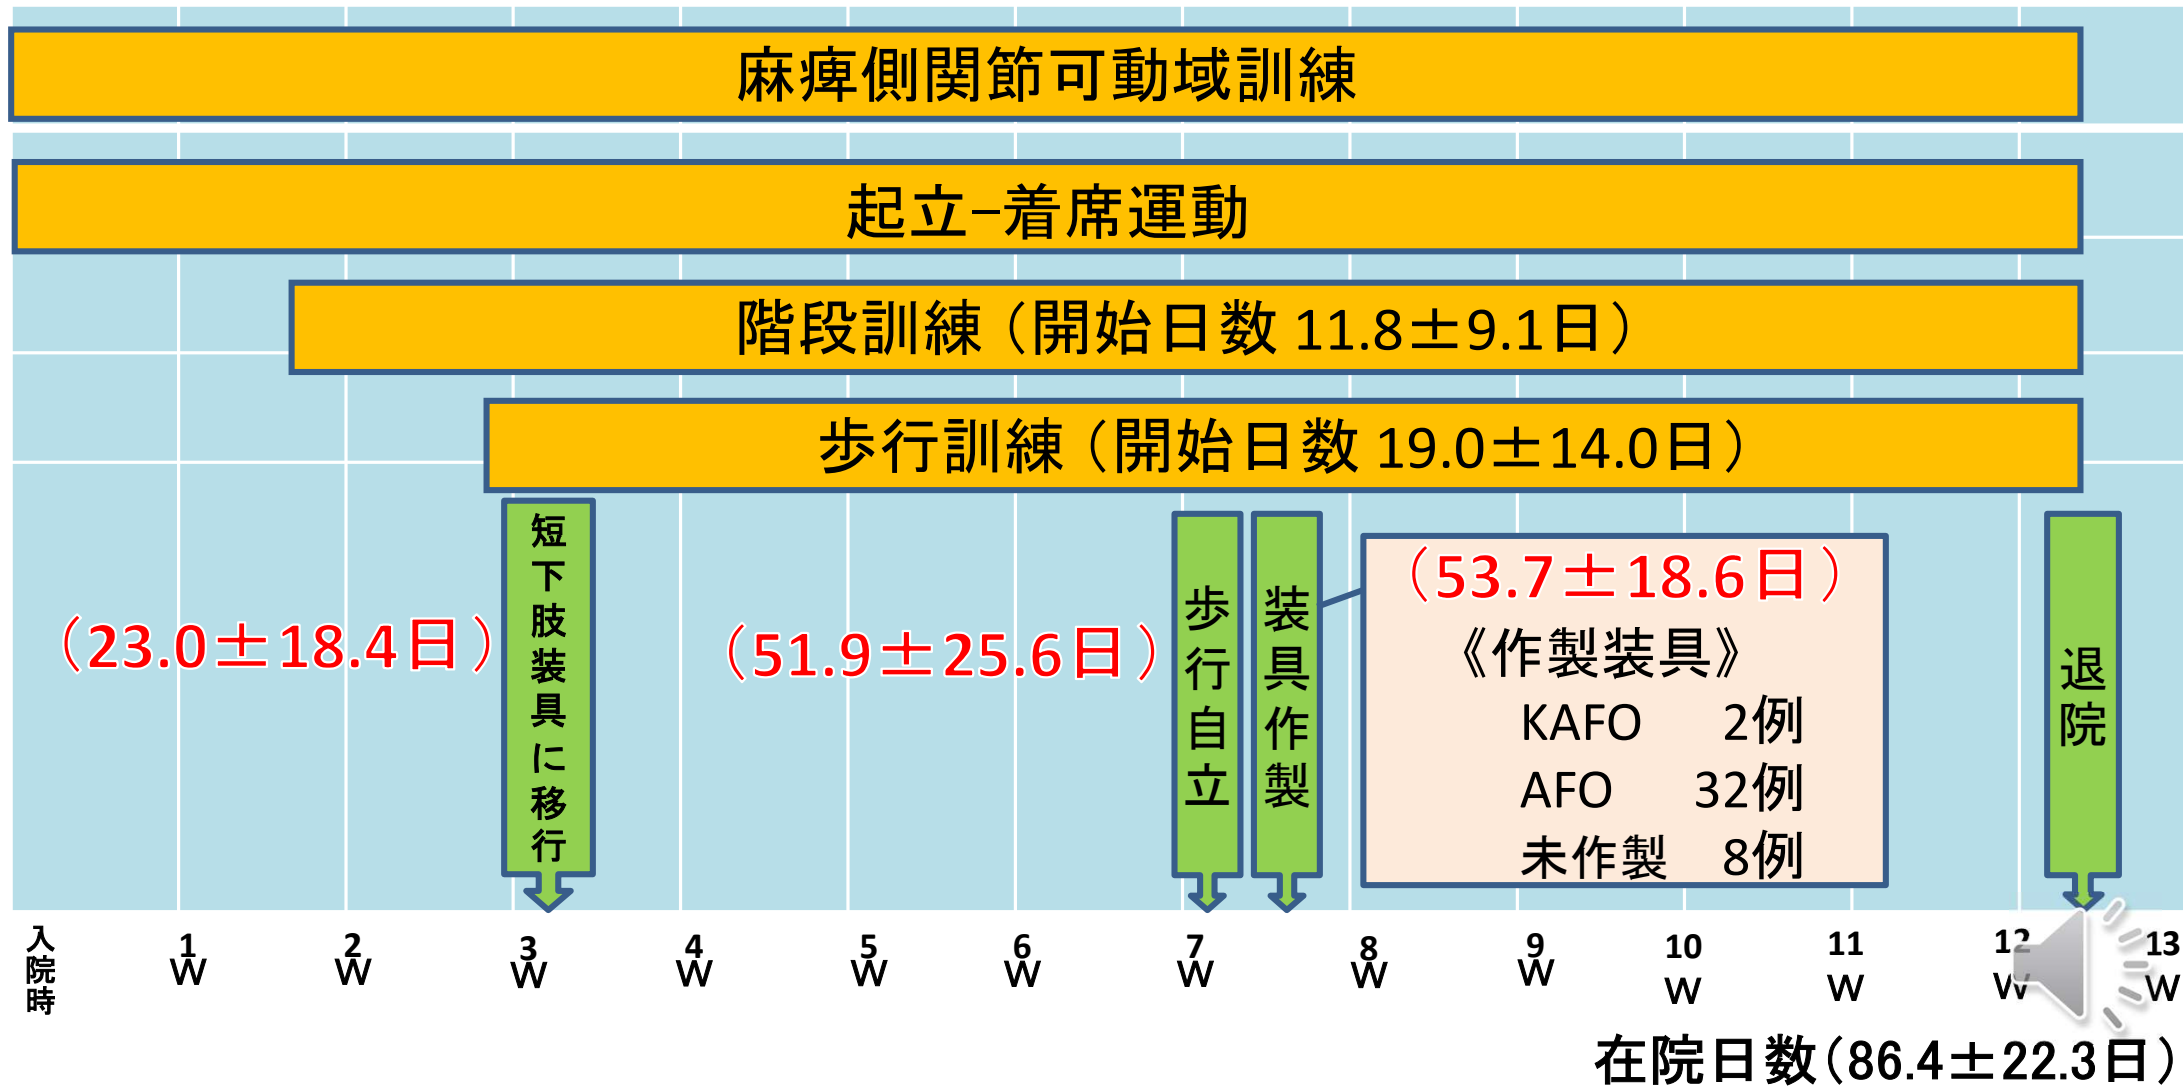 麻痺側関節可動域訓練
起立−着席運動
階段訓練（開始日数 11.8±9.1日）
歩行訓練（開始日数 19.0±14.0日）
（23.0±18.4日）
短下肢装具に移行
（51.9±25.6日）
歩行自立
装具作製
（53.7±18.6日）
《作製装具》
KAFO 2例
AFO 32例
未作製 8例
退院
入院時
1W
2W
3W
4W
5W
6W
7W
8W
9W
10W
11W
12W
13W
在院日数（86.4±22.3日）